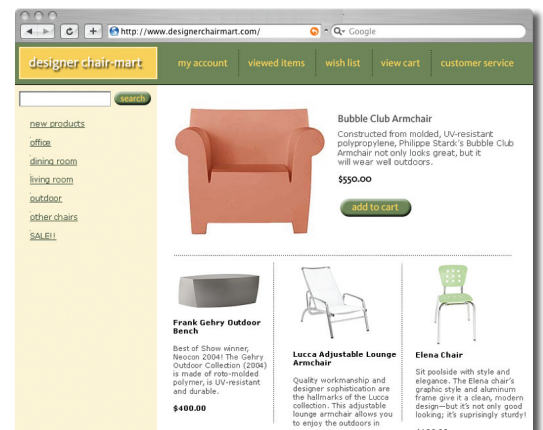 http://www.designerchairmart.com/
Google
designer chair-mart
my account
viewed items
wish list
view cart
customer service
search
new products
office
dining room
living room
outdoor
other chairs
SALE!!
Bubble Club Armchair
Constructed from molded, UV-resistant
polypropylene, Philippe Stark's Bubble Club
Armchair not only looks great, but it
will wear well outdoors.
$550.00
add to cart
Frank Gehry Outdoor
Bench
Best of Show winner,
Neocon 2004! The Gehry
Outdoor Collection (2004)
is made of roto-molded
polymer, is UV-resistant
and durable.
$400.00
Lucca Adjustable Lounge
Armchair
Quality workmanship and
designer sophistication are
the hallmarks of the Lucca
collection. This adjustable
lounge armchair allows you
to enjoy the outdoors in
Elena Chair
Sit poolside with style and
elegance. The Elena chair's
graphic style and aluminum
frame give it a clean, modern
design—but it's not only good
looking; it's suprisingly sturdy!